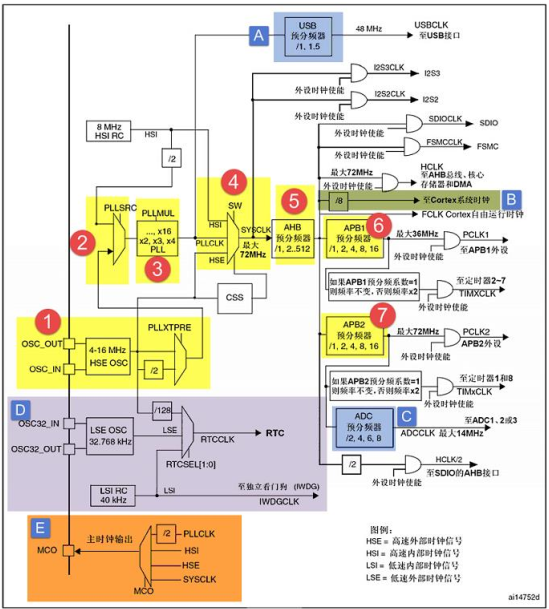 A
USB
预分频器
/1, 1.5
48 MHz
USBCLK
至USB接口
I2S3CLK
I2S3
外设时钟使能
I2S2CLK
I2S2
外设时钟使能
SDIOCLK
SDIO
外设时钟使能
FSMCCLK
FSMC
外设时钟使能
8 MHz
HSI RC
HSI
/2
最大72MHz
HCLK
至AHB总线、核心
存储器和DMA
外设时钟使能
/8
至Cortex系统时钟
B
FCLK Cortex自由运行时钟
2
PLLSRC
3
PLLMUL
..., x16
x2, x3, x4
PLL
4
SW
HSI
PLLCLK
HSE
SYSCLK
最大
72MHz
CSS
5
AHB
预分频器
/1, 2..512
6
APB1
预分频器
/1, 2, 4, 8, 16
最大36MHz
PCLK1
至APB1外设
外设时钟使能
如果APB1预分频系数=1
则频率不变,否则频率x2
至定时器2~7
TIMXCLK
外设时钟使能
7
APB2
预分频器
/1, 2, 4, 8, 16
最大72MHz
PCLK2
APB2外设
外设时钟使能
如果APB2预分频系数=1
则频率不变,否则频率x2
至定时器1和8
TIMxCLK
外设时钟使能
C
ADC
预分频器
/2, 4, 6, 8
至ADC1、2或3
ADCCLK 最大14MHz
/2
HCLK/2
至SDIO的AHB接口
外设时钟使能
1
OSC_OUT
OSC_IN
4-16 MHz
HSE OSC
PLLXTPRE
/2
D
OSC32_IN
OSC32_OUT
LSE OSC
32.768 kHz
/128
LSE
RTCCLK
RTC
RTCSEL[1:0]
LSI RC
40 kHz
LSI
至独立看门狗 (IWDG)
IWDGCLK
E
MCO
主时钟输出
/2
PLLCLK
HSI
HSE
SYSCLK
MCO
图例:
HSE = 高速外部时钟信号
HSI = 高速内部时钟信号
LSI = 低速内部时钟信号
LSE = 低速外部时钟信号
ai14752d